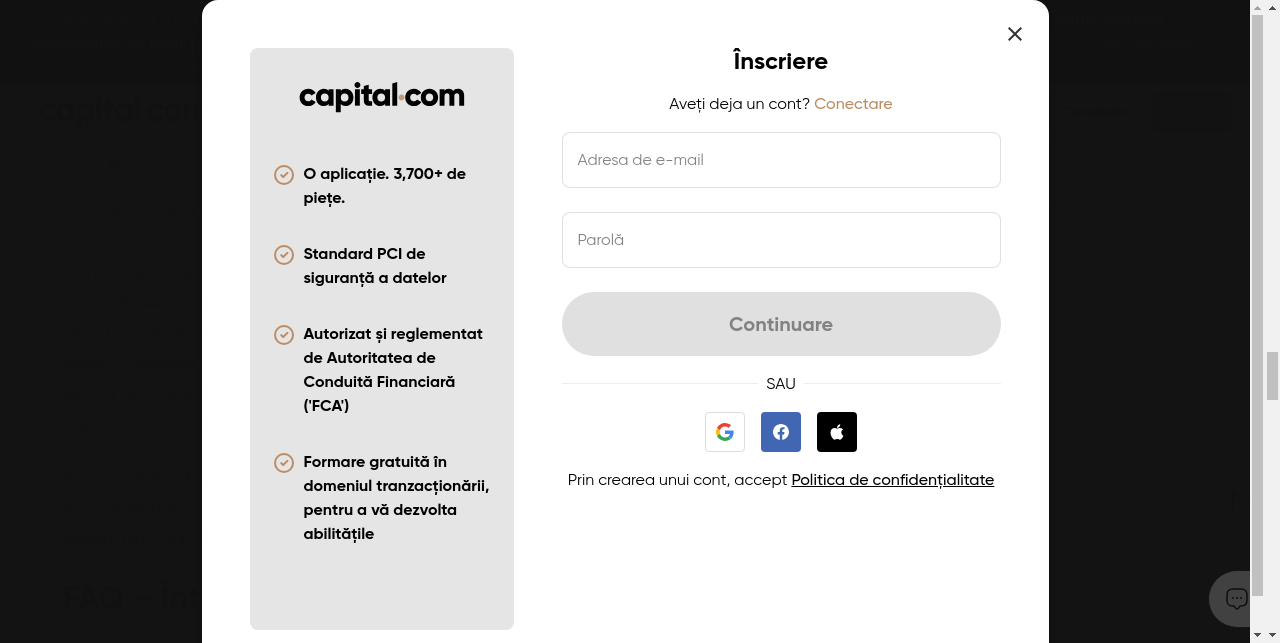 capital.com
O aplicație. 3,700+ de
piețe.
Standard PCI de
siguranță a datelor
Autorizat și reglementat
de Autoritatea de
Conduită Financiară
('FCA')
Formare gratuită în
domeniul tranzacționării,
pentru a vă dezvolta
abilitățile
Înscriere
Aveți deja un cont? Conectare
Adresa de e-mail
Parolă
Continuare
SAU
Prin crearea unui cont, accept Politica de confidențialitate